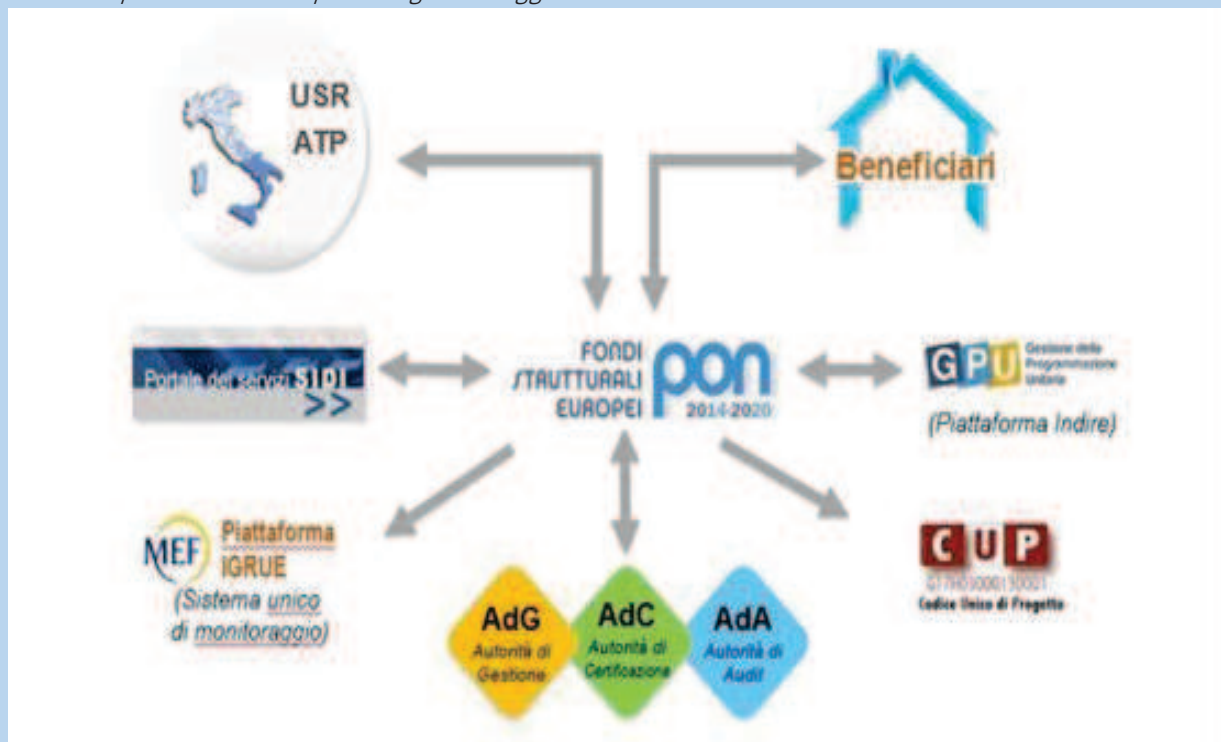 USR
ATP
Beneficiari
Portale dei servizi SIDI
>>
FONDI
STRUTTURALI
EUROPEI
pon
2014-2020
GPU
Gestione della
Programmazione
Unitaria
(Piattaforma Indire)
MEF
Piattaforma
IGRUE
(Sistema unico
di monitoraggio)
AdG
Autorità di
Gestione
AdC
Autorità di
Certificazione
AdA
Autorità di
Audit
CUP
Codice Unico di Progetto